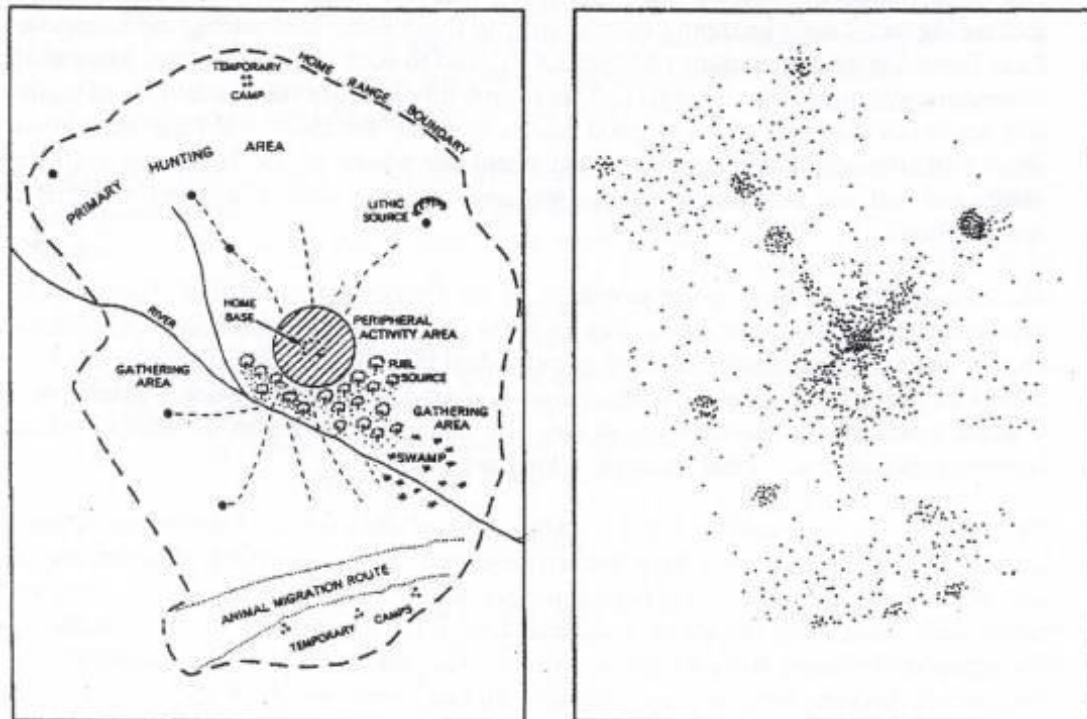 TEMPORARY
CAMP
HOME RANGE BOUNDARY
PRIMARY HUNTING AREA
LITHIC
SOURCE
RIVER
HOME
BASE
PERIPHERAL
ACTIVITY AREA
GATHERING
AREA
FUEL
SOURCE
GATHERING
AREA
SWAMP
ANIMAL MIGRATION ROUTE
TEMPORARY CAMPS